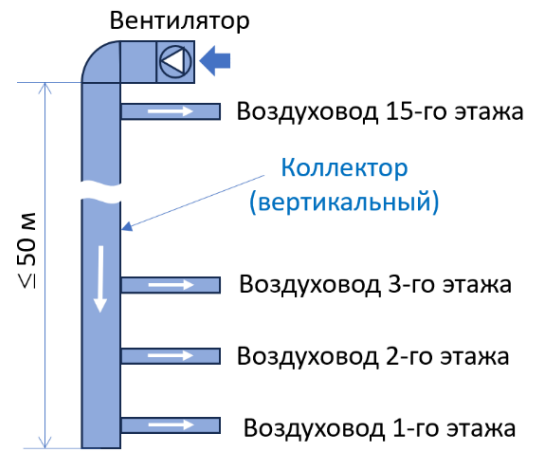 Вентилятор
Воздуховод 15-го этажа
Коллектор
(вертикальный)
≤ 50 м
Воздуховод 3-го этажа
Воздуховод 2-го этажа
Воздуховод 1-го этажа